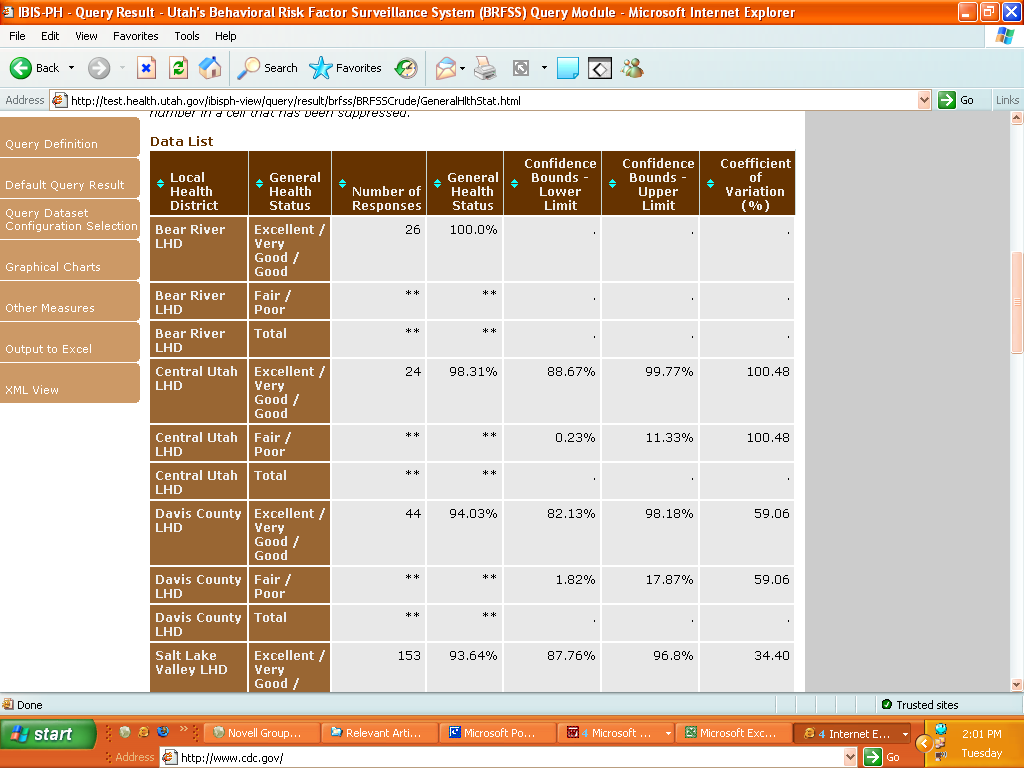 IBIS-PH - Query Result - Utah's Behavioral Risk Factor Surveillance System (BRFSS) Query Module - Microsoft Internet Explorer
File Edit View Favorites Tools Help
Back Search Favorites
Address http://test.health.utah.gov/ibisph-view/query/result/brfss/BRFSSCrude/GeneralHlthStat.html Go Links
number in a cell that has been suppressed.
Query Definition
Default Query Result
Query Dataset
Configuration Selection
Graphical Charts
Other Measures
Output to Excel
XML View
Data List
Local Health District General Health Status Number of Responses General Health Status Confidence Bounds - Lower Limit Confidence Bounds - Upper Limit Coefficient of Variation (%)
Bear River LHD Excellent / Very Good / Good 26 100.0% . . .
Bear River LHD Fair / Poor ** ** . . .
Bear River LHD Total ** ** . . .
Central Utah LHD Excellent / Very Good / Good 24 98.31% 88.67% 99.77% 100.48
Central Utah LHD Fair / Poor ** ** 0.23% 11.33% 100.48
Central Utah LHD Total ** ** . . .
Davis County LHD Excellent / Very Good / Good 44 94.03% 82.13% 98.18% 59.06
Davis County LHD Fair / Poor ** ** 1.82% 17.87% 59.06
Davis County LHD Total ** ** . . .
Salt Lake Valley LHD Excellent / Very Good / 153 93.64% 87.76% 96.8% 34.40
Done Trusted sites
start Novell Group... Relevant Arti... Microsoft Po... 4 Microsoft ... Microsoft Exc... 4 Internet E... 2:01 PM
Address http://www.cdc.gov/ Go Tuesday